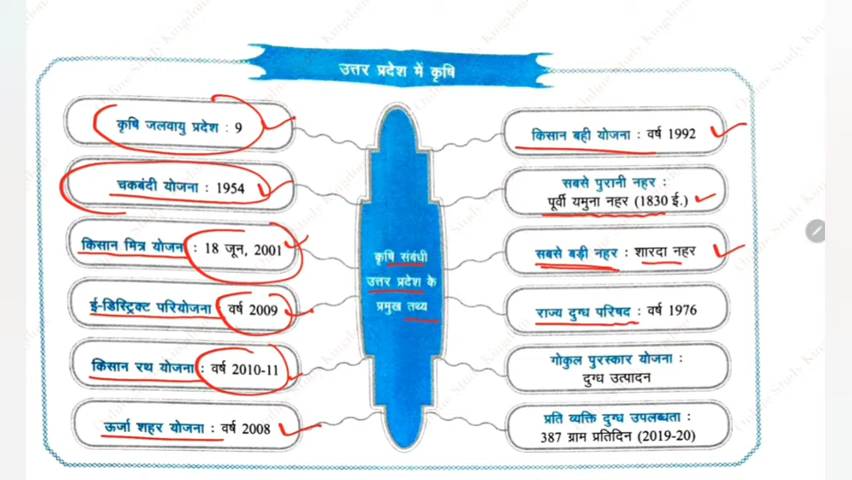 उत्तर प्रदेश में कृषि
कृषि जलवायु प्रदेश : 9
चकबंदी योजना : 1954
किसान मित्र योजना : 18 जून, 2001
ई-डिस्ट्रिक्ट परियोजना वर्ष 2009
किसान रथ योजना : वर्ष 2010-11
ऊर्जा शहर योजना : वर्ष 2008
कृषि संबंधी
उत्तर प्रदेश के
प्रमुख तथ्य
किसान बही योजना : वर्ष 1992
सबसे पुरानी नहर :
पूर्वी यमुना नहर (1830 ई.)
सबसे बड़ी नहर : शारदा नहर
राज्य दुग्ध परिषद : वर्ष 1976
गोकुल पुरस्कार योजना :
दुग्ध उत्पादन
प्रति व्यक्ति दुग्ध उपलब्धता :
387 ग्राम प्रतिदिन (2019-20)